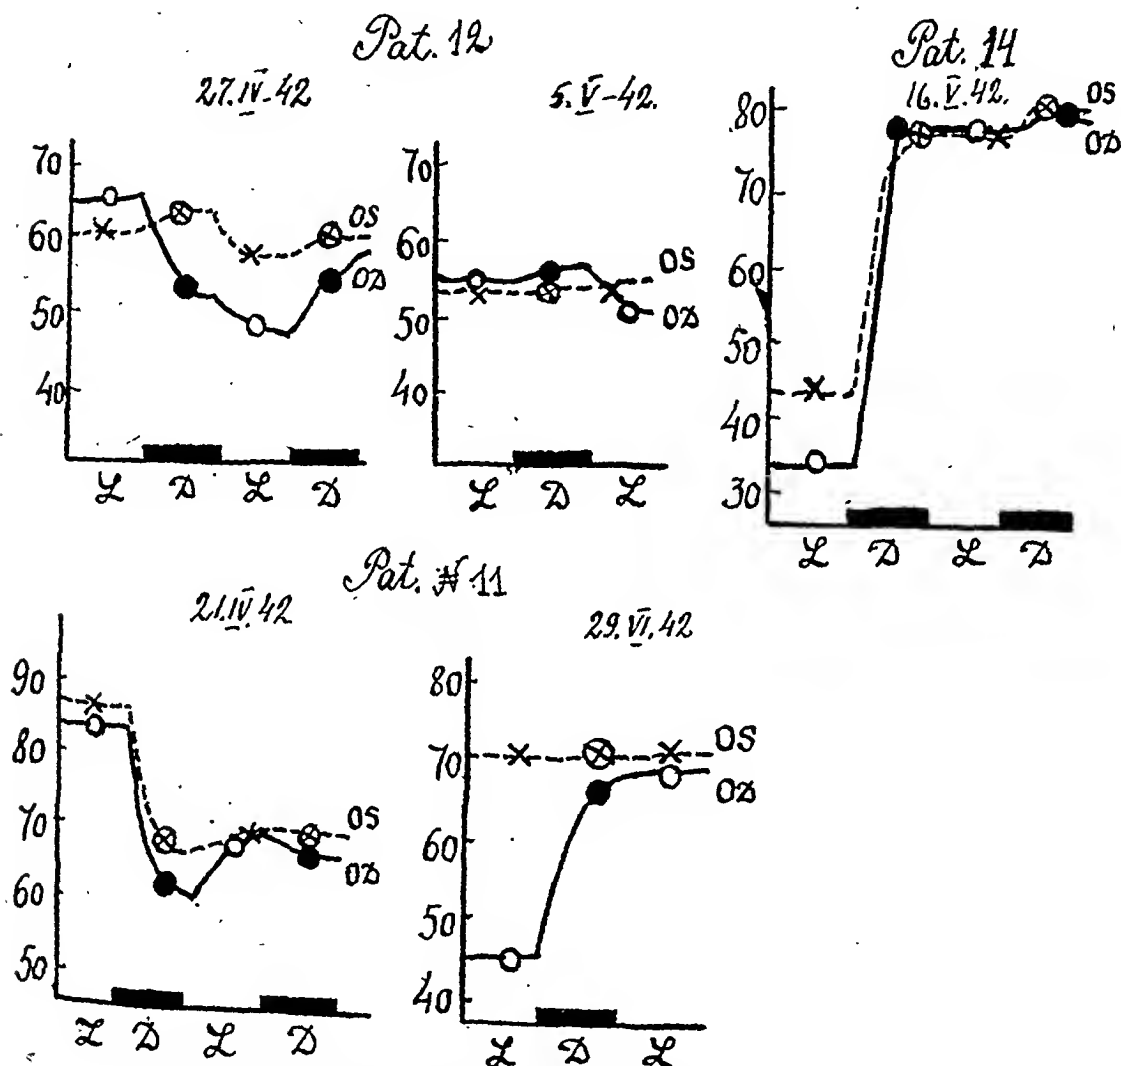 Pat. 12
27.IV-42
70
60
50
40
OS
OD
L D L D
5.V-42.
70
60
50
40
OS
OD
L D L
Pat. 14
16.V.42.
80
70
60
50
40
30
OS
OD
L D L D
Pat. № 11
21.IV.42
90
80
70
60
50
OS
OD
L D L D
29.VI.42
80
70
60
50
40
OS
OD
L D L